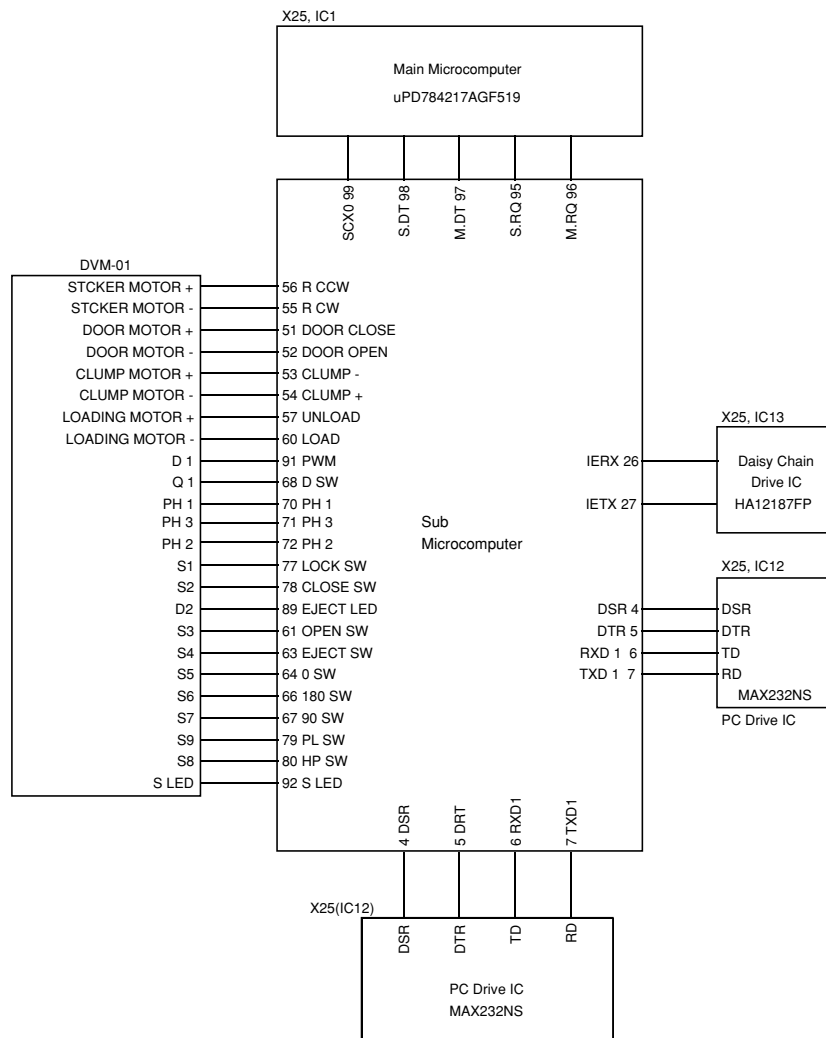 X25, IC1
Main Microcomputer
uPD784217AGF519
SCX0 99
S.DT 98
M.DT 97
S.RQ 95
M.RQ 96
DVM-01
STCKER MOTOR + 56 R CCW
STCKER MOTOR - 55 R CW
DOOR MOTOR + 51 DOOR CLOSE
DOOR MOTOR - 52 DOOR OPEN
CLUMP MOTOR + 53 CLUMP -
CLUMP MOTOR - 54 CLUMP +
LOADING MOTOR + 57 UNLOAD
LOADING MOTOR - 60 LOAD
D 1 91 PWM
Q 1 68 D SW
PH 1 70 PH 1
PH 3 71 PH 3
PH 2 72 PH 2
S1 77 LOCK SW
S2 78 CLOSE SW
D2 89 EJECT LED
S3 61 OPEN SW
S4 63 EJECT SW
S5 64 0 SW
S6 66 180 SW
S7 67 90 SW
S9 79 PL SW
S8 80 HP SW
S LED 92 S LED
Sub
Microcomputer
X25, IC13
IERX 26
IETX 27
Daisy Chain
Drive IC
HA12187FP
X25, IC12
DSR 4 DSR
DTR 5 DTR
RXD 1 6 TD
TXD 1 7 RD
MAX232NS
PC Drive IC
4 DSR
5 DRT
6 RXD1
7 TXD1
X25(IC12)
DSR
DTR
TD
RD
PC Drive IC
MAX232NS